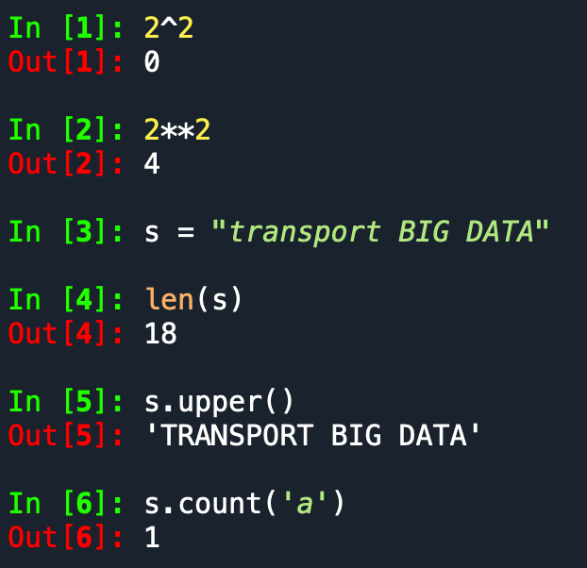 In [1]: 2^2
Out[1]: 0
In [2]: 2**2
Out[2]: 4
In [3]: s = "transport BIG DATA"
In [4]: len(s)
Out[4]: 18
In [5]: s.upper()
Out[5]: 'TRANSPORT BIG DATA'
In [6]: s.count('a')
Out[6]: 1